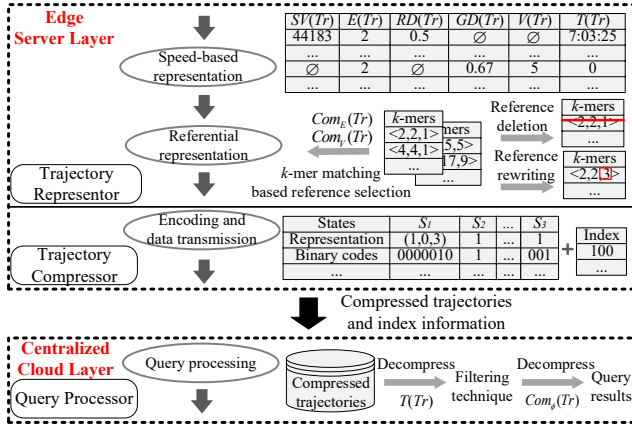 Edge
Server Layer
SV(Tr) E(Tr) RD(Tr) GD(Tr) V(Tr) T(Tr)
44183 2 0.5 ∅ ∅ 7:03:25
... ... ... ... ... ...
∅ 2 ∅ 0.67 5 0
... ... ... ... ... ...
Speed-based
representation
Referential
representation
Com_E(Tr)
Com_V(Tr)
k-mer matching
based reference selection
k-mers
<2,2,1>
<4,4,1>
...
mers
5,5>
17,9>
...
Reference
deletion
k-mers
<2,2,1>
...
Reference
rewriting
k-mers
<2,2,3>
...
Trajectory
Representor
Encoding and
data transmission
States S_1 S_2 ... S_3
Representation (1,0,3) 1 ... 1
Binary codes 0000010 1 ... 001
... ... ... ... ...
+
Index
100
...
Trajectory
Compressor
Compressed trajectories
and index information
Centralized
Cloud Layer
Query Processor
Query processing
Compressed
trajectories
Decompress
T(Tr)
Filtering
technique
Decompress
Com_ϕ(Tr)
Query
results